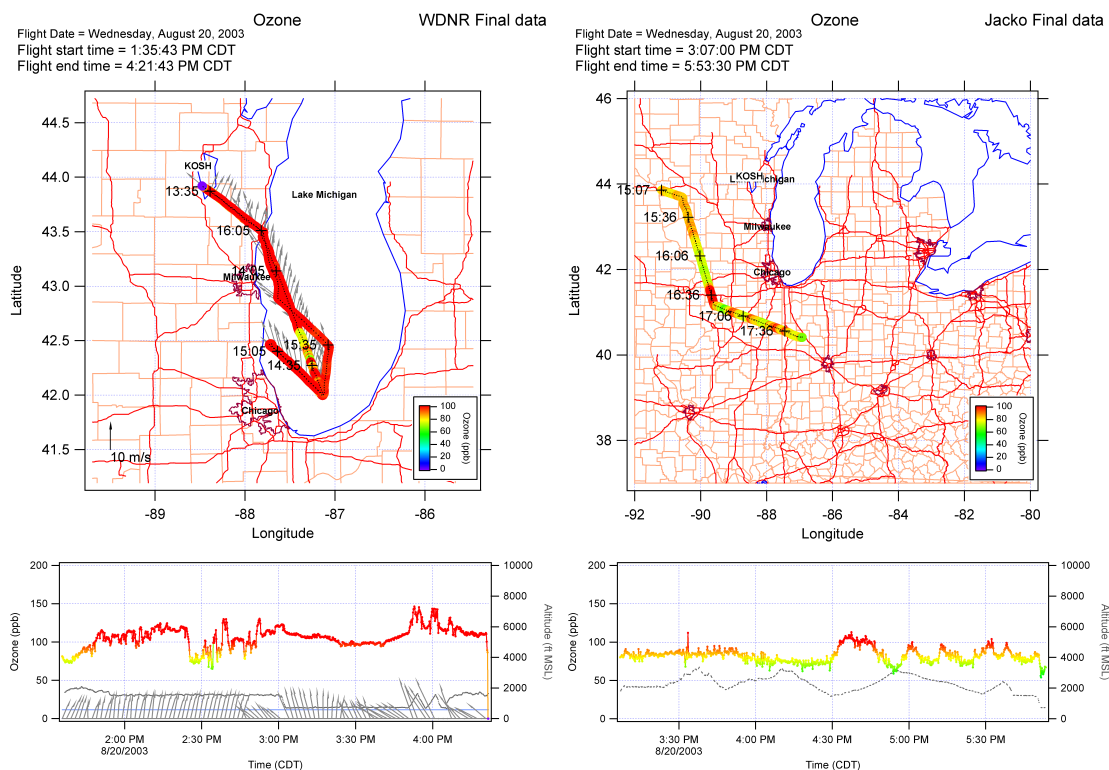 Ozone
WDNR Final data
Flight Date = Wednesday, August 20, 2003
Flight start time = 1:35:43 PM CDT
Flight end time = 4:21:43 PM CDT
44.5
44.0
43.5
43.0
42.5
42.0
41.5
Latitude
KOSH
13:35
Lake Michigan
16:05
14:05
Milwaukee
15:35
15:05
14:35
Chicago
10 m/s
100
80
60
40
20
0
Ozone (ppb)
-89
-88
-87
-86
Longitude
Ozone
Jacko Final data
Flight Date = Wednesday, August 20, 2003
Flight start time = 3:07:00 PM CDT
Flight end time = 5:53:30 PM CDT
46
44
42
40
38
Latitude
15:07
KOSH
15:36
Milwaukee
16:06
Chicago
16:36
17:06
17:36
100
80
60
40
20
0
Ozone (ppb)
-92
-90
-88
-86
-84
-82
-80
Longitude
200
150
100
50
0
Ozone (ppb)
10000
8000
6000
4000
2000
0
Altitude (ft MSL)
2:00 PM
2:30 PM
3:00 PM
3:30 PM
4:00 PM
8/20/2003
Time (CDT)
200
150
100
50
0
Ozone (ppb)
10000
8000
6000
4000
2000
0
Altitude (ft MSL)
3:30 PM
4:00 PM
4:30 PM
5:00 PM
5:30 PM
8/20/2003
Time (CDT)